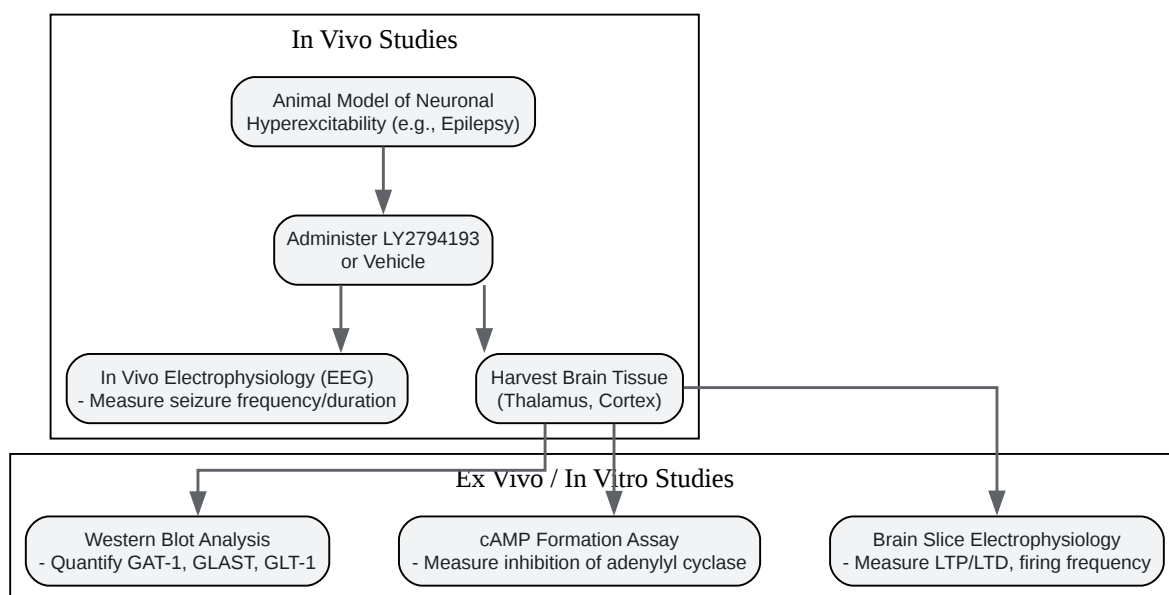 In Vivo Studies
Animal Model of Neuronal
Hyperexcitability (e.g., Epilepsy)
Administer LY2794193
or Vehicle
In Vivo Electrophysiology (EEG)
- Measure seizure frequency/duration
Harvest Brain Tissue
(Thalamus, Cortex)
Ex Vivo / In Vitro Studies
Western Blot Analysis
- Quantify GAT-1, GLAST, GLT-1
cAMP Formation Assay
- Measure inhibition of adenylyl cyclase
Brain Slice Electrophysiology
- Measure LTP/LTD, firing frequency